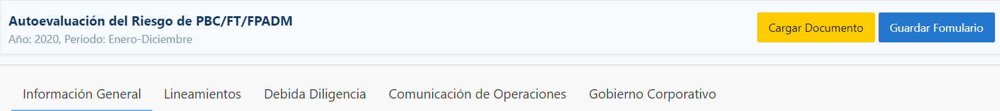 Autoevaluación del Riesgo de PBC/FT/FPADM
Año: 2020, Periodo: Enero-Diciembre
Cargar Documento
Guardar Fomulario
Información General
Lineamientos
Debida Diligencia
Comunicación de Operaciones
Gobierno Corporativo